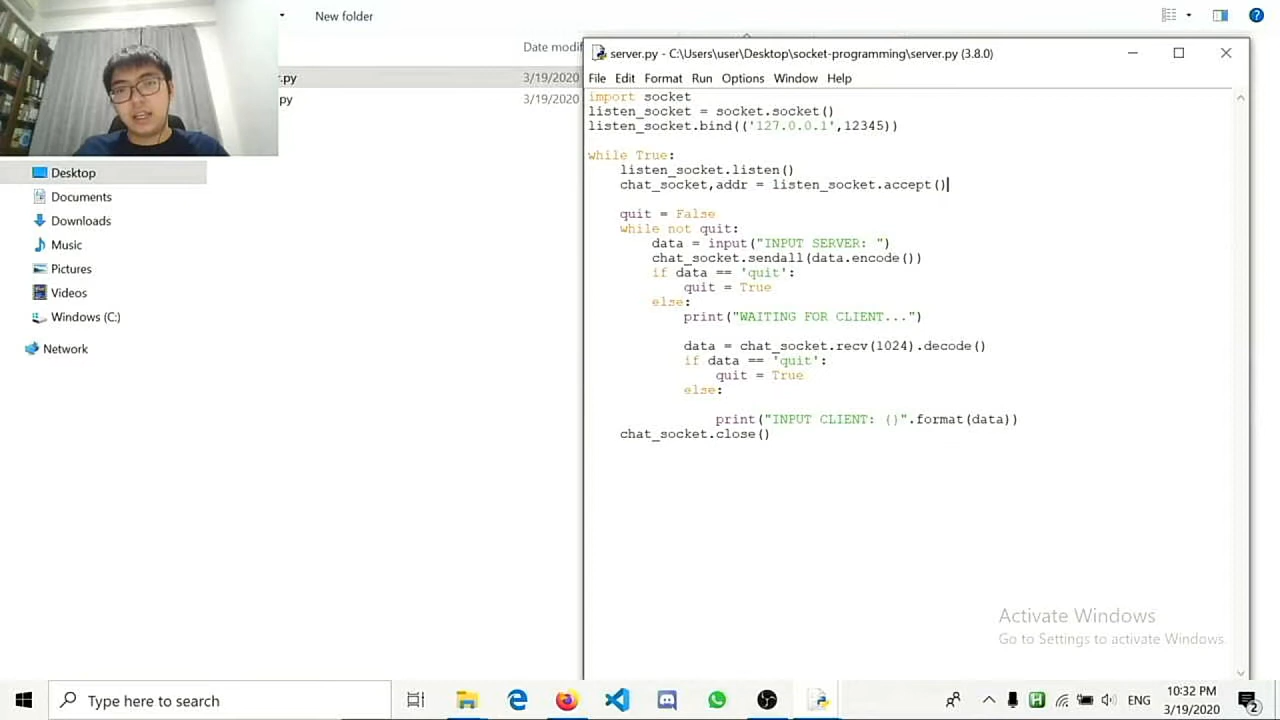 New folder
Date modif
r.py
3/19/2020
py
3/19/2020
Desktop
Documents
Downloads
Music
Pictures
Videos
Windows (C:)
Network
server.py - C:\Users\user\Desktop\socket-programming\server.py (3.8.0)
File Edit Format Run Options Window Help
import socket
listen_socket = socket.socket()
listen_socket.bind(('127.0.0.1',12345))
while True:
    listen_socket.listen()
    chat_socket,addr = listen_socket.accept()
    quit = False
    while not quit:
        data = input("INPUT SERVER: ")
        chat_socket.sendall(data.encode())
        if data == 'quit':
            quit = True
        else:
            print("WAITING FOR CLIENT...")
            data = chat_socket.recv(1024).decode()
            if data == 'quit':
                quit = True
            else:
                print("INPUT CLIENT: {}".format(data))
    chat_socket.close()
Activate Windows
Go to Settings to activate Windows.
Type here to search
ENG
10:32 PM
3/19/2020
2